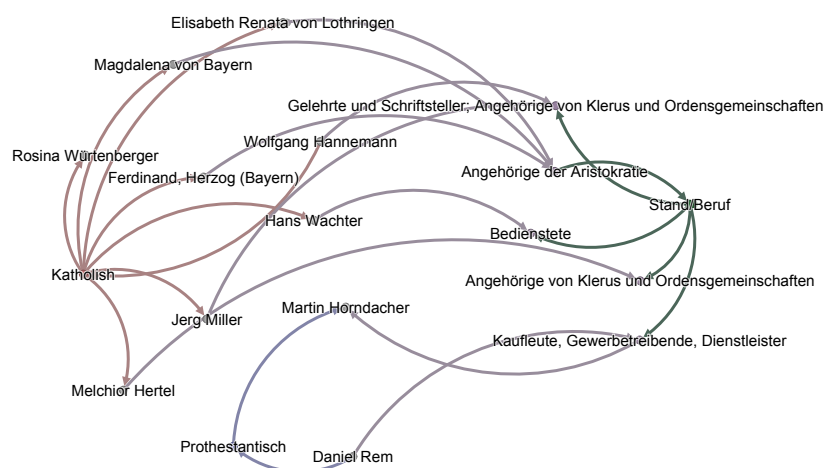 Elisabeth Renata von Lothringen
Magdalena von Bayern
Gelehrte und Schriftsteller, Angehörige von Klerus und Ordensgemeinschaften
Wolfgang Hannemann
Rosina Würtenberger
Angehörige der Aristokratie
Ferdinand, Herzog (Bayern)
Stand/Beruf
Hans Wachter
Bedienstete
Katholish
Angehörige von Klerus und Ordensgemeinschaften
Martin Horndacher
Jerg Miller
Kaufleute, Gewerbetreibende, Dienstleister
Melchior Hertel
Prothestantisch
Daniel Rem